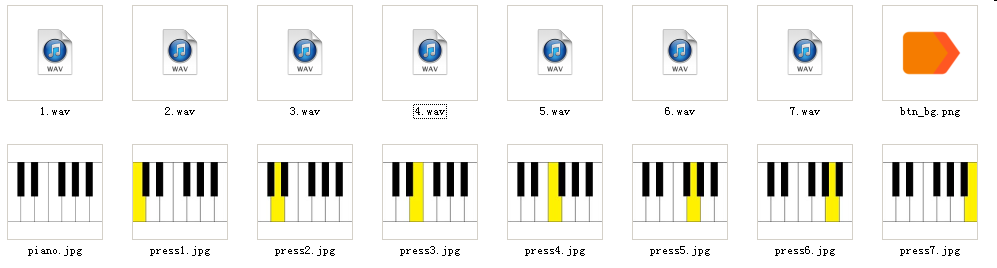 WAV WAV WAV WAV WAV WAV WAV
1.wav 2.wav 3.wav 4.wav 5.wav 6.wav 7.wav btn_bg.png
piano.jpg press1.jpg press2.jpg press3.jpg press4.jpg press5.jpg press6.jpg press7.jpg